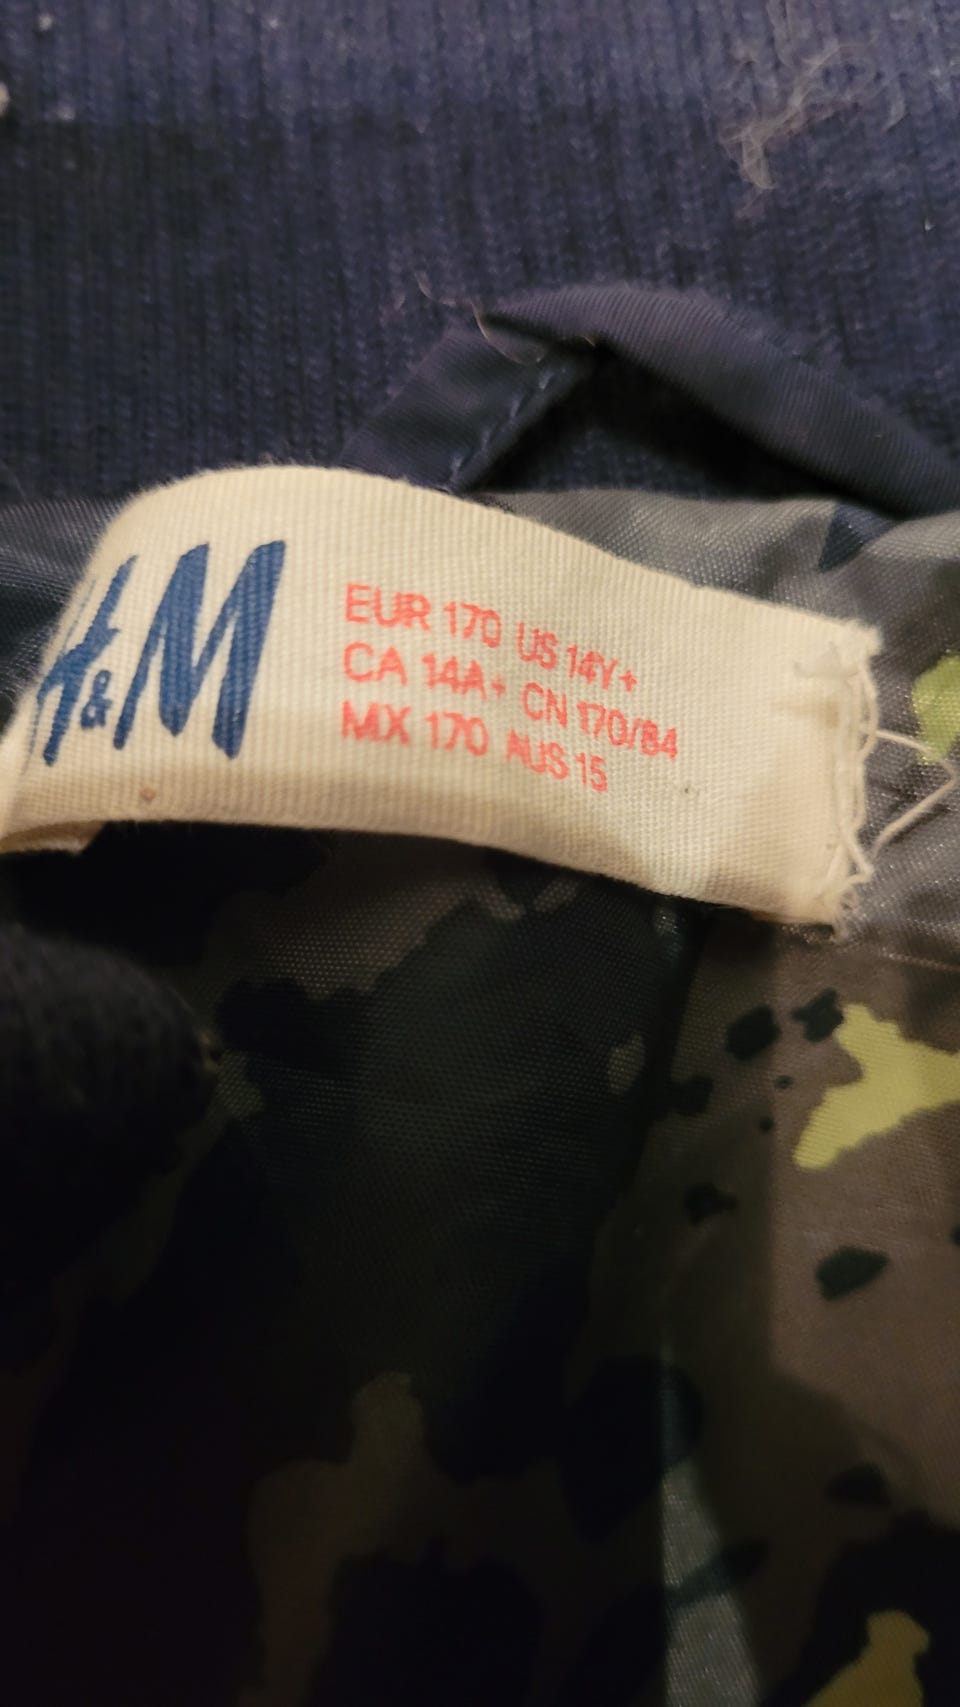 H&M
EUR 170 US 14Y+
CA 14A+ CN 170/84
MX 170 AUS 15